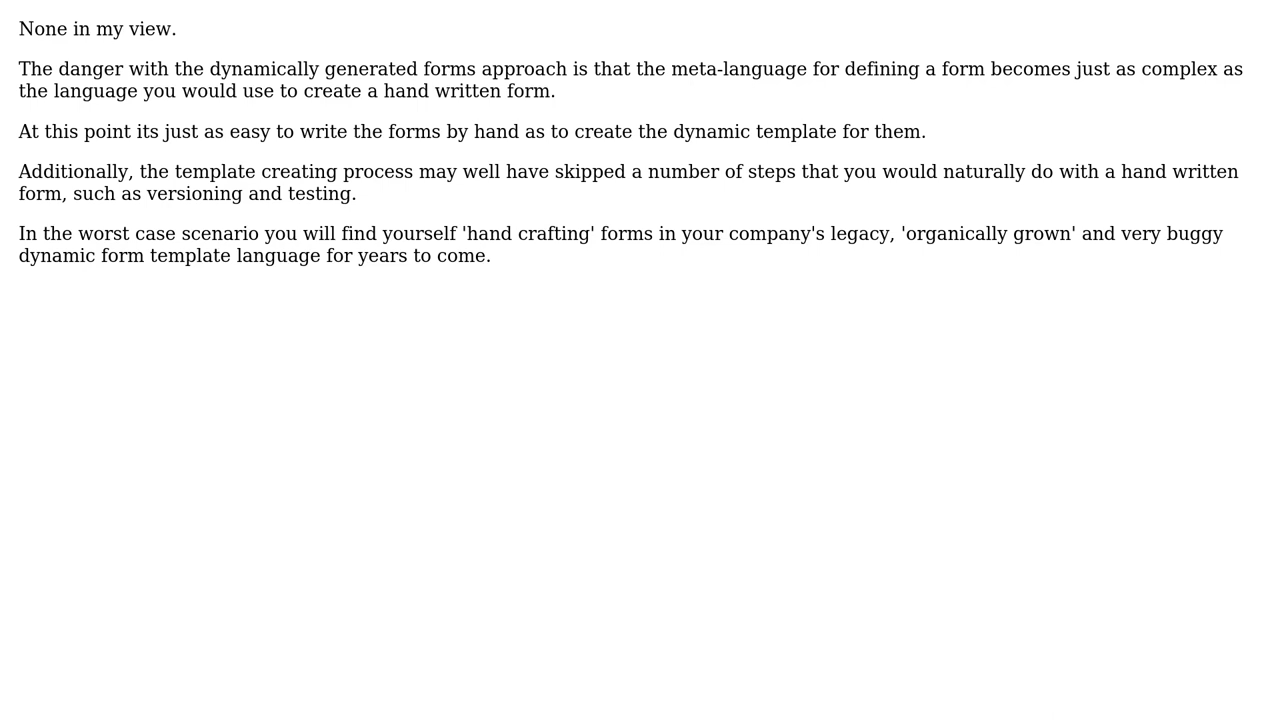 None in my view.
The danger with the dynamically generated forms approach is that the meta-language for defining a form becomes just as complex as
the language you would use to create a hand written form.
At this point its just as easy to write the forms by hand as to create the dynamic template for them.
Additionally, the template creating process may well have skipped a number of steps that you would naturally do with a hand written
form, such as versioning and testing.
In the worst case scenario you will find yourself 'hand crafting' forms in your company's legacy, 'organically grown' and very buggy
dynamic form template language for years to come.